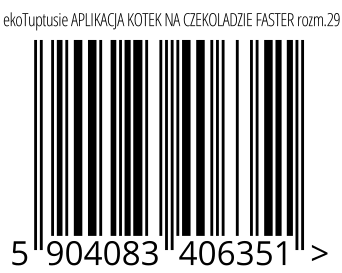 ekoTuptusie APLIKACJA KOTEK NA CZEKOLADZIE FASTER rozm.29
5 904083 406351 >